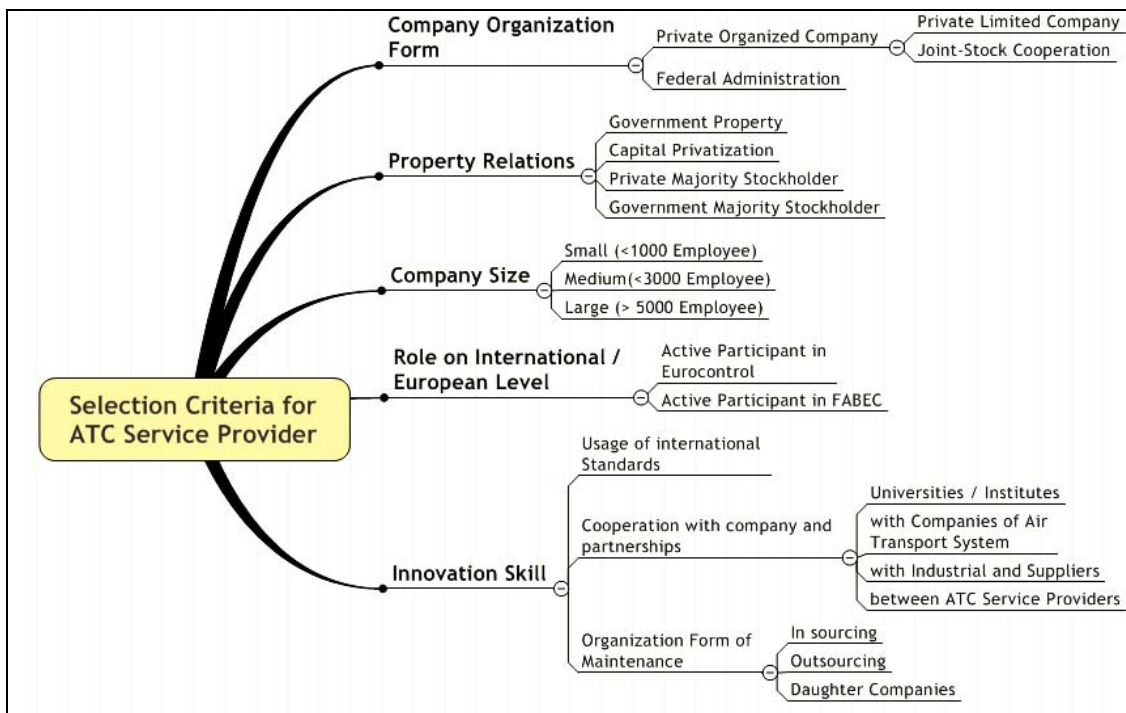 Selection Criteria for
ATC Service Provider
Company Organization
Form
Private Organized Company
Private Limited Company
Joint-Stock Cooperation
Federal Administration
Property Relations
Government Property
Capital Privatization
Private Majority Stockholder
Government Majority Stockholder
Company Size
Small (<1000 Employee)
Medium(<3000 Employee)
Large (> 5000 Employee)
Role on International /
European Level
Active Participant in
Eurocontrol
Active Participant in FABEC
Innovation Skill
Usage of international
Standards
Cooperation with company and
partnerships
Universities / Institutes
with Companies of Air
Transport System
with Industrial and Suppliers
between ATC Service Providers
Organization Form of
Maintenance
In sourcing
Outsourcing
Daughter Companies